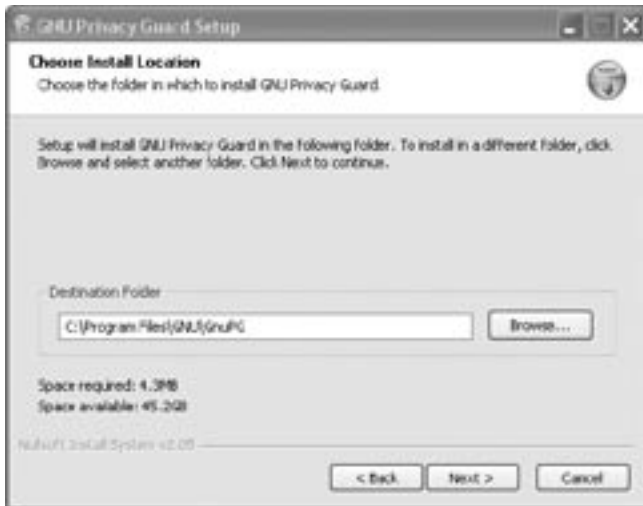 GNU Privacy Guard Setup
Choose Install Location
Choose the folder in which to install GNU Privacy Guard.
Setup will install GNU Privacy Guard in the following folder. To install in a different folder, click
Browse and select another folder. Click Next to continue.
Destination Folder
C:\Program Files\GNU\GnuPG
Browse...
Space required: 4.3MB
Space available: 45.2GB
Nullsoft Install System
< Back
Next >
Cancel